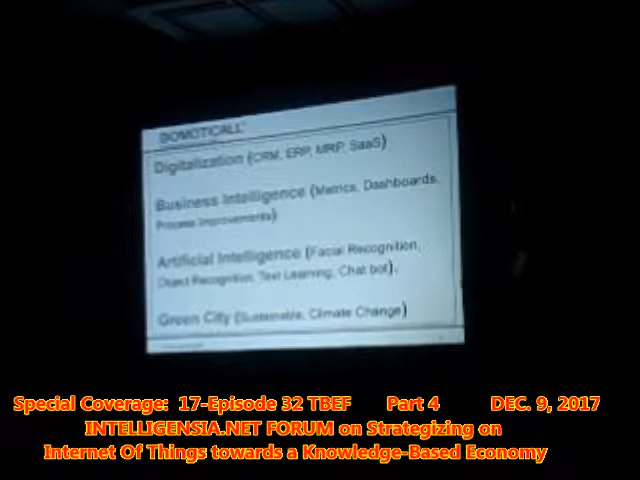 DOMOTICALL
Digitalization (CRM, ERP, MRP, SaaS)
Business Intelligence (Metrics, Dashboards,
Process Improvements)
Artificial Intelligence (Facial Recognition,
Object Recognition, Text Learning, Chat bot).
Green City (Sustainable, Climate Change)
Special Coverage: 17-Episode 32 TBEF Part 4 DEC. 9, 2017
INTELLIGENSIA.NET FORUM on Strategizing on
Internet Of Things towards a Knowledge-Based Economy